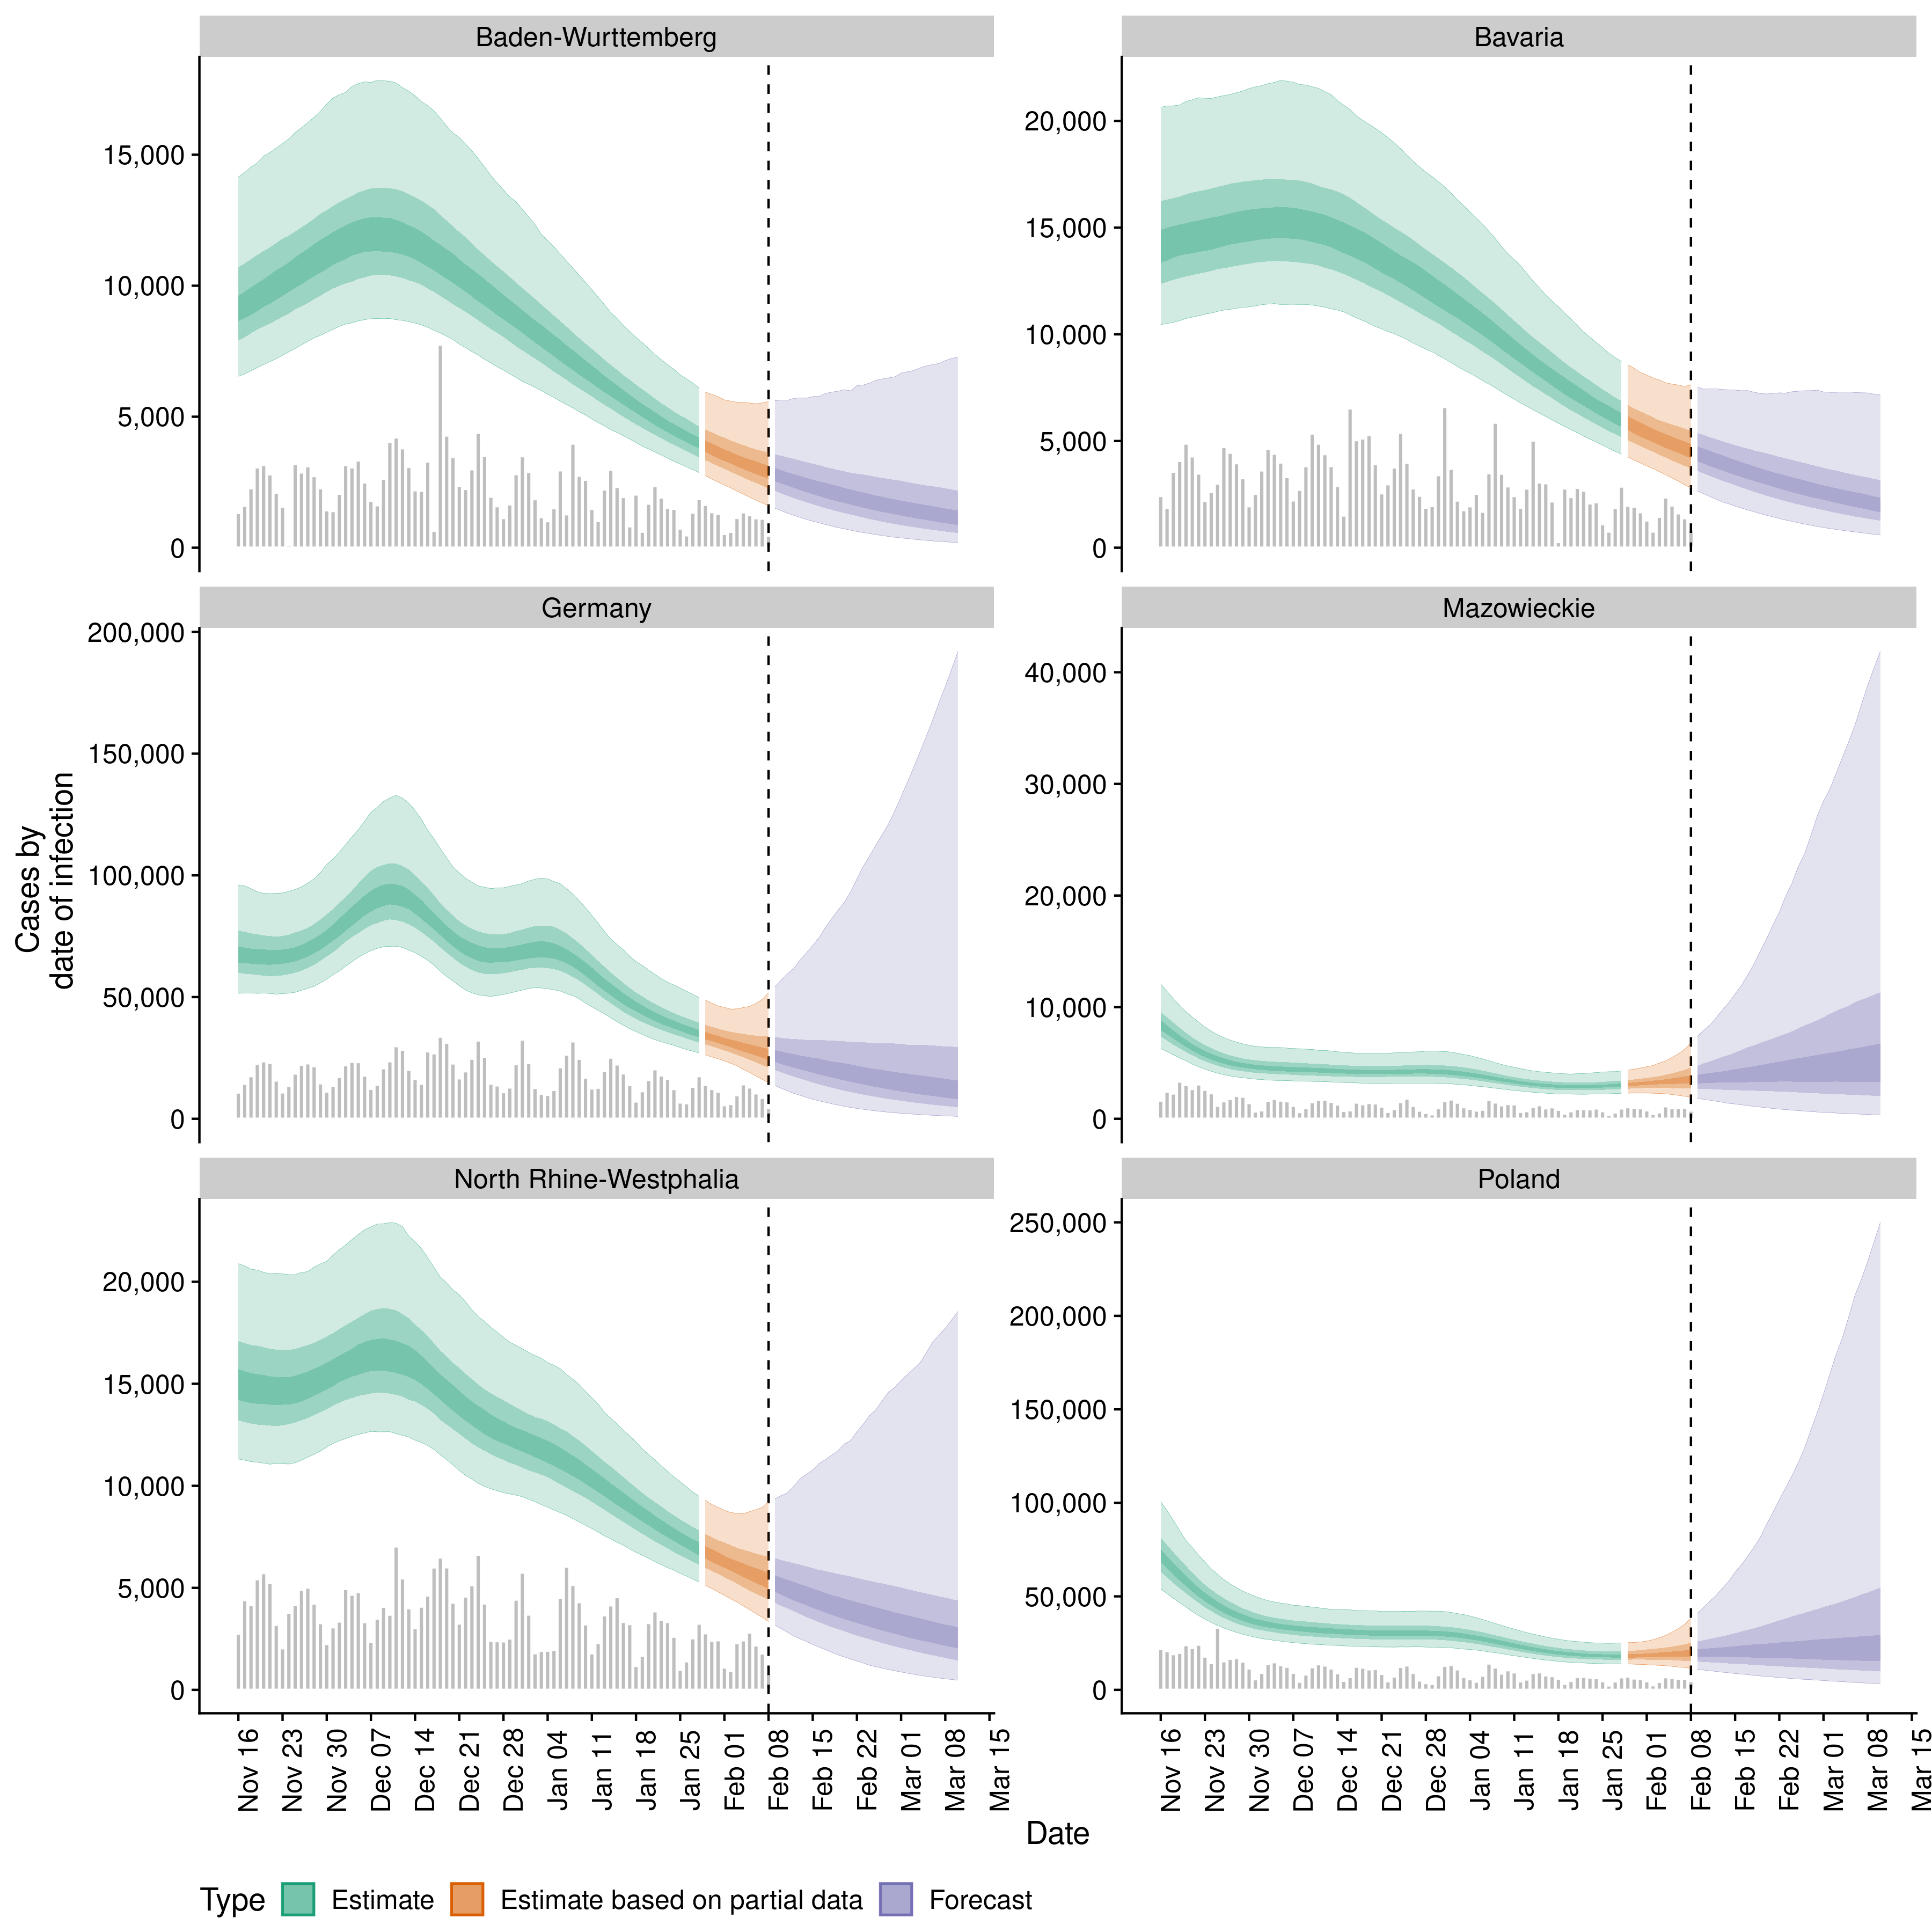 Baden-Wurttemberg
Bavaria
15,000
10,000
5,000
0
20,000
15,000
10,000
5,000
0
Germany
Mazowieckie
200,000
150,000
100,000
50,000
0
40,000
30,000
20,000
10,000
0
Cases by
date of infection
North Rhine-Westphalia
Poland
20,000
15,000
10,000
5,000
0
250,000
200,000
150,000
100,000
50,000
0
Nov 16
Nov 23
Nov 30
Dec 07
Dec 14
Dec 21
Dec 28
Jan 04
Jan 11
Jan 18
Jan 25
Feb 01
Feb 08
Feb 15
Feb 22
Mar 01
Mar 08
Mar 15
Nov 16
Nov 23
Nov 30
Dec 07
Dec 14
Dec 21
Dec 28
Jan 04
Jan 11
Jan 18
Jan 25
Feb 01
Feb 08
Feb 15
Feb 22
Mar 01
Mar 08
Mar 15
Date
Type Estimate Estimate based on partial data Forecast